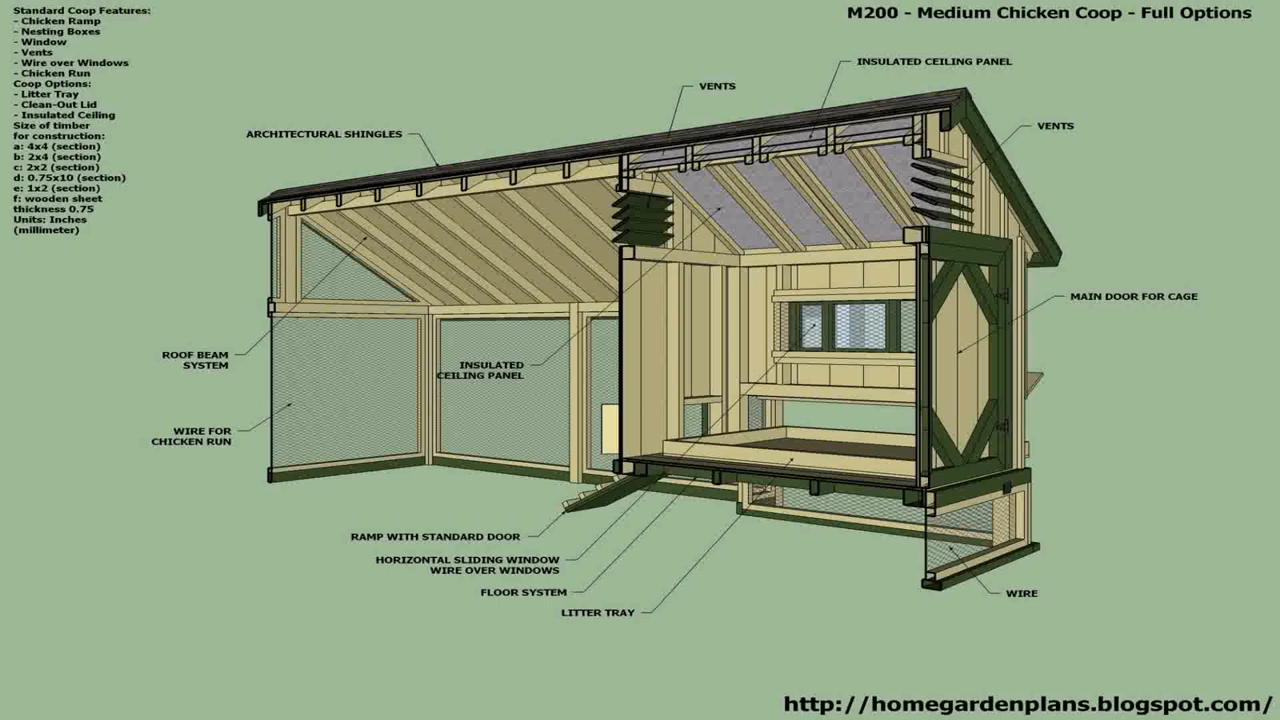 Standard Coop Features:
- Chicken Ramp
- Nesting Boxes
- Window
- Vents
- Wire over Windows
- Chicken Run
Coop Options:
- Litter Tray
- Clean-Out Lid
- Insulated Ceiling
Size of timber
for construction:
a: 4x4 (section)
b: 2x4 (section)
c: 2x2 (section)
d: 0.75x10 (section)
e: 1x2 (section)
f: wooden sheet
thickness 0.75
Units: Inches
(millimeter)
M200 - Medium Chicken Coop - Full Options
INSULATED CEILING PANEL
VENTS
VENTS
ARCHITECTURAL SHINGLES
MAIN DOOR FOR CAGE
ROOF BEAM
SYSTEM
INSULATED
CEILING PANEL
WIRE FOR
CHICKEN RUN
RAMP WITH STANDARD DOOR
HORIZONTAL SLIDING WINDOW
WIRE OVER WINDOWS
FLOOR SYSTEM
WIRE
LITTER TRAY
http://homegardenplans.blogspot.com/